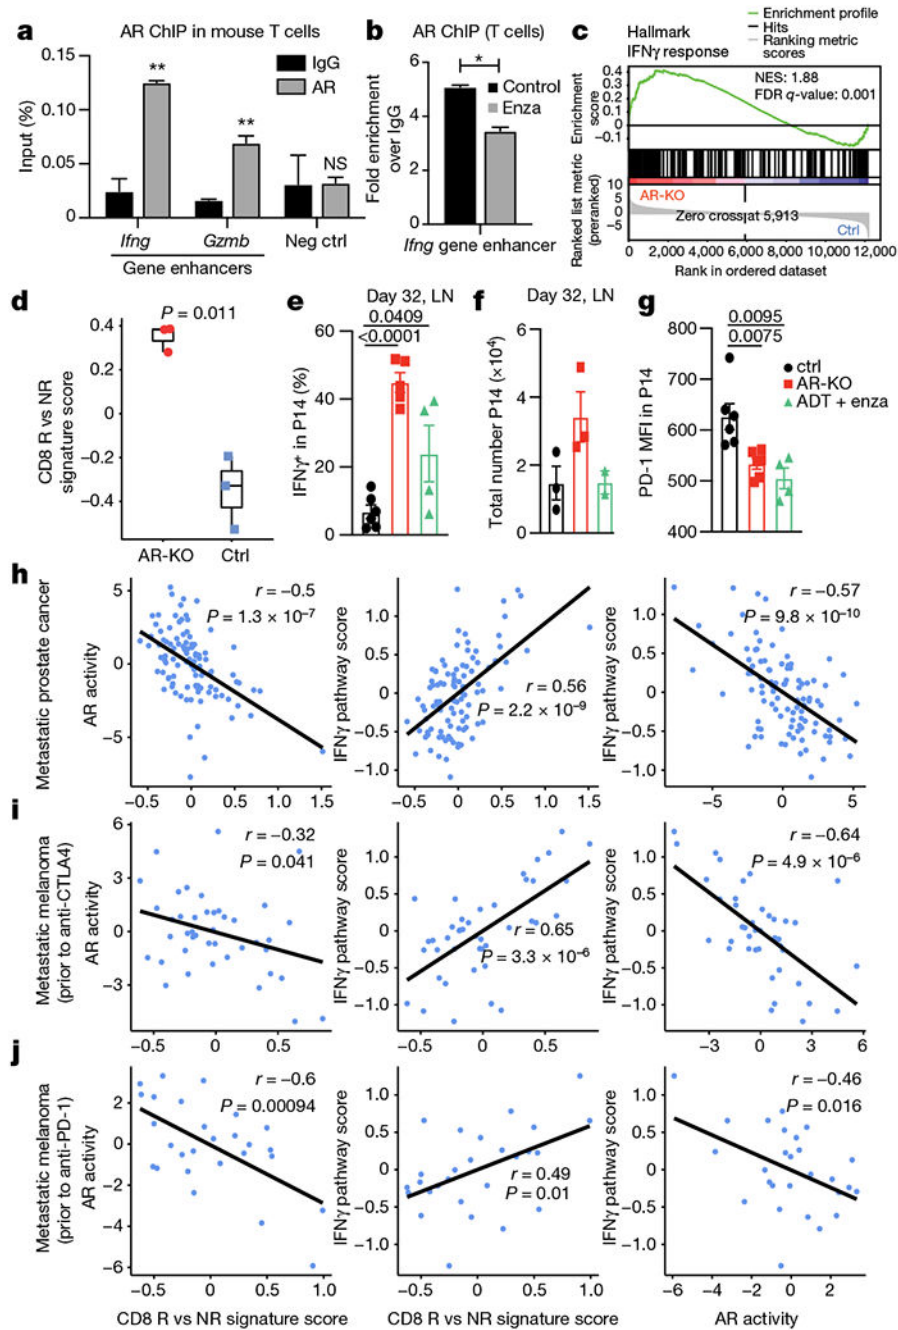 a AR ChIP in mouse T cells
0.15
0.10
0.05
0
Input (%)
IgG
AR
**
**
NS
Ifng
Gzmb
Neg ctrl
Gene enhancers
b AR ChIP (T cells)
6
4
2
0
Fold enrichment
over IgG
*
Control
Enza
Ifng gene enhancer
c Hallmark
IFNγ response
Enrichment profile
Hits
Ranking metric
scores
NES: 1.88
FDR q-value: 0.001
0.4
0.3
0.2
0
−0.1
Enrichment
score
Ranked list metric
(preranked)
10
5
0
−5
AR-KO
Zero cross at 5,913
Ctrl
0 2,000 4,000 6,000 8,000 10,000 12,000
Rank in ordered dataset
d P = 0.011
0.4
0.2
0
−0.2
−0.4
CD8 R vs NR
signature score
AR-KO Ctrl
e Day 32, LN
0.0409
<0.0001
60
40
20
0
IFNγ+ in P14 (%)
f Day 32, LN
6
4
2
0
Total number P14 (×10⁴)
g 0.0095
0.0075
800
700
600
500
400
PD-1 MFI in P14
ctrl
AR-KO
ADT + enza
h
Metastatic prostate cancer
AR activity
5
0
−5
r = −0.5
P = 1.3 × 10⁻⁷
−0.5 0 0.5 1.0 1.5
IFNγ pathway score
1.0
0.5
0
−0.5
−1.0
r = 0.56
P = 2.2 × 10⁻⁹
−0.5 0 0.5 1.0 1.5
IFNγ pathway score
1.0
0.5
0
−0.5
−1.0
r = −0.57
P = 9.8 × 10⁻¹⁰
−5 0 5
i
Metastatic melanoma
(prior to anti-CTLA4)
AR activity
6
3
0
−3
r = −0.32
P = 0.041
−0.5 0 0.5
IFNγ pathway score
1.0
0.5
0
−0.5
−1.0
r = 0.65
P = 3.3 × 10⁻⁶
−0.5 0 0.5
IFNγ pathway score
1.0
0.5
0
−0.5
−1.0
r = −0.64
P = 4.9 × 10⁻⁶
−3 0 3 6
j
Metastatic melanoma
(prior to anti-PD-1)
AR activity
2
0
−2
−4
−6
r = −0.6
P = 0.00094
−0.5 0 0.5 1.0
CD8 R vs NR signature score
IFNγ pathway score
1.0
0.5
0
−0.5
−1.0
r = 0.49
P = 0.01
−0.5 0 0.5 1.0
CD8 R vs NR signature score
IFNγ pathway score
1.0
0.5
0
−0.5
−1.0
r = −0.46
P = 0.016
−6 −4 −2 0 2
AR activity